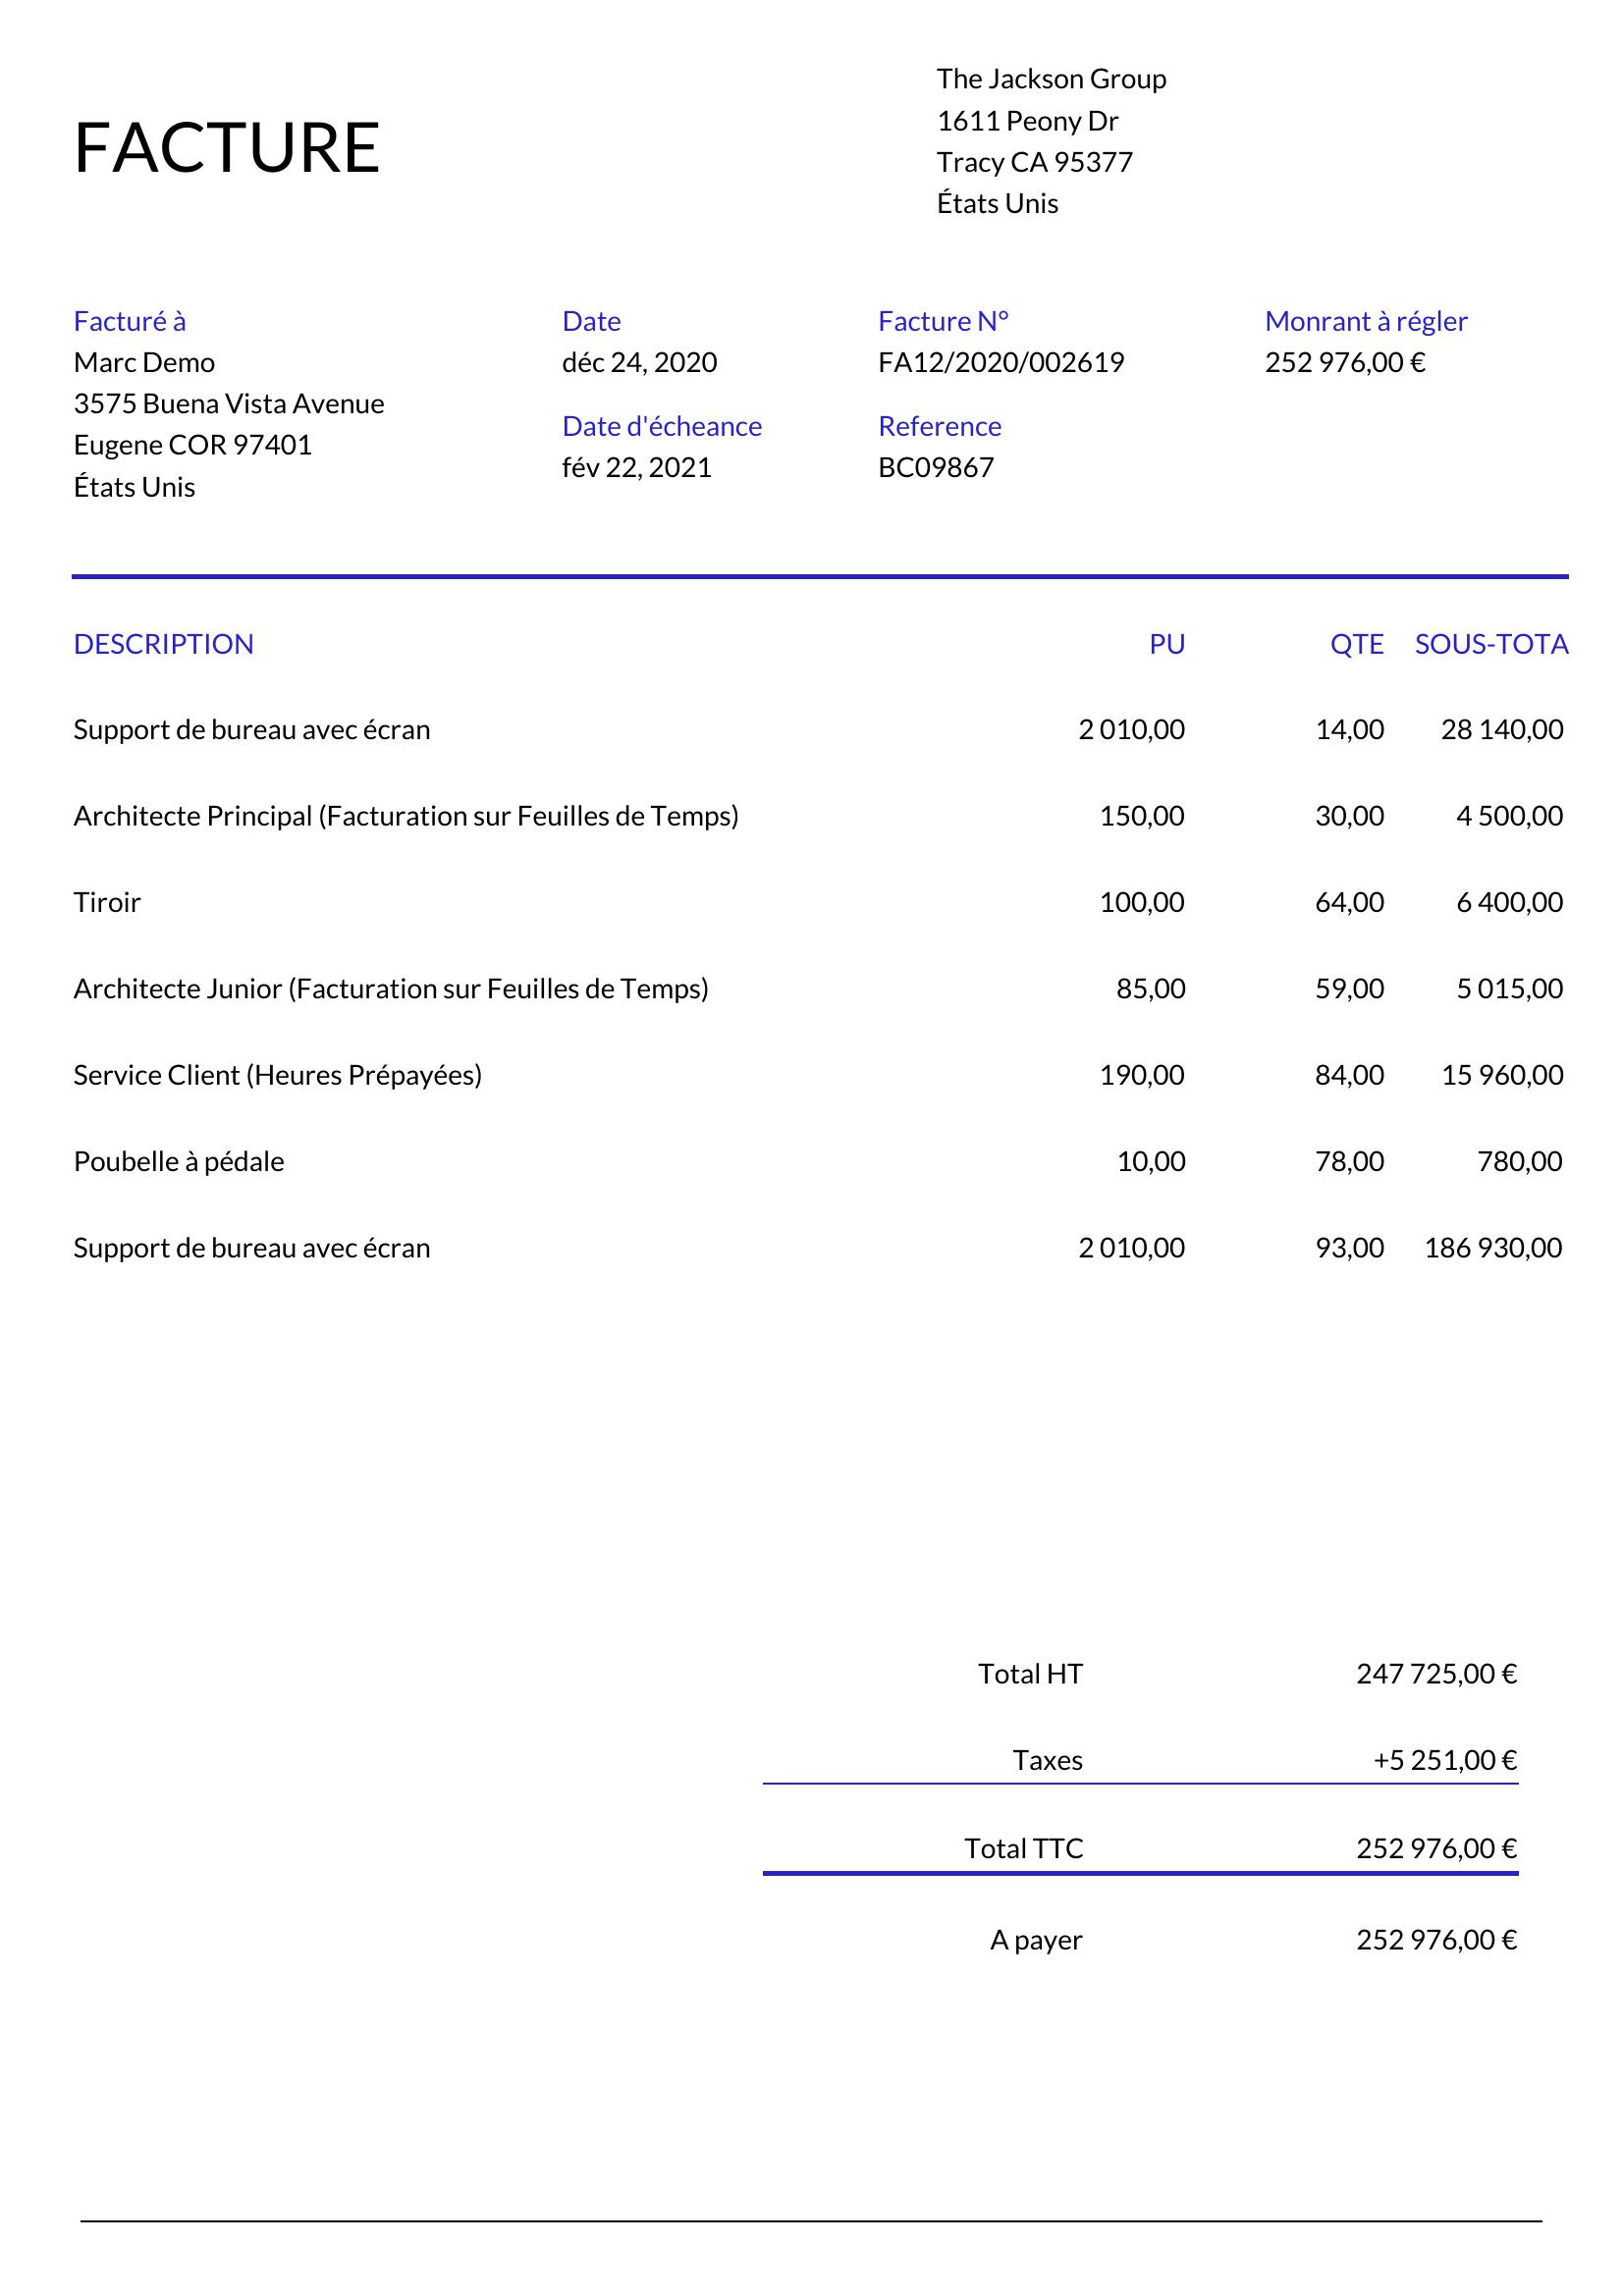 FACTURE
The Jackson Group
1611 Peony Dr
Tracy CA 95377
États Unis
Facturé à
Marc Demo
3575 Buena Vista Avenue
Eugene COR 97401
États Unis
Date
déc 24, 2020
Date d'écheance
fév 22, 2021
Facture N°
FA12/2020/002619
Reference
BC09867
Monrant à régler
252 976,00 €
DESCRIPTION PU QTE SOUS-TOTA
Support de bureau avec écran 2 010,00 14,00 28 140,00
Architecte Principal (Facturation sur Feuilles de Temps) 150,00 30,00 4 500,00
Tiroir 100,00 64,00 6 400,00
Architecte Junior (Facturation sur Feuilles de Temps) 85,00 59,00 5 015,00
Service Client (Heures Prépayées) 190,00 84,00 15 960,00
Poubelle à pédale 10,00 78,00 780,00
Support de bureau avec écran 2 010,00 93,00 186 930,00
Total HT 247 725,00 €
Taxes +5 251,00 €
Total TTC 252 976,00 €
A payer 252 976,00 €